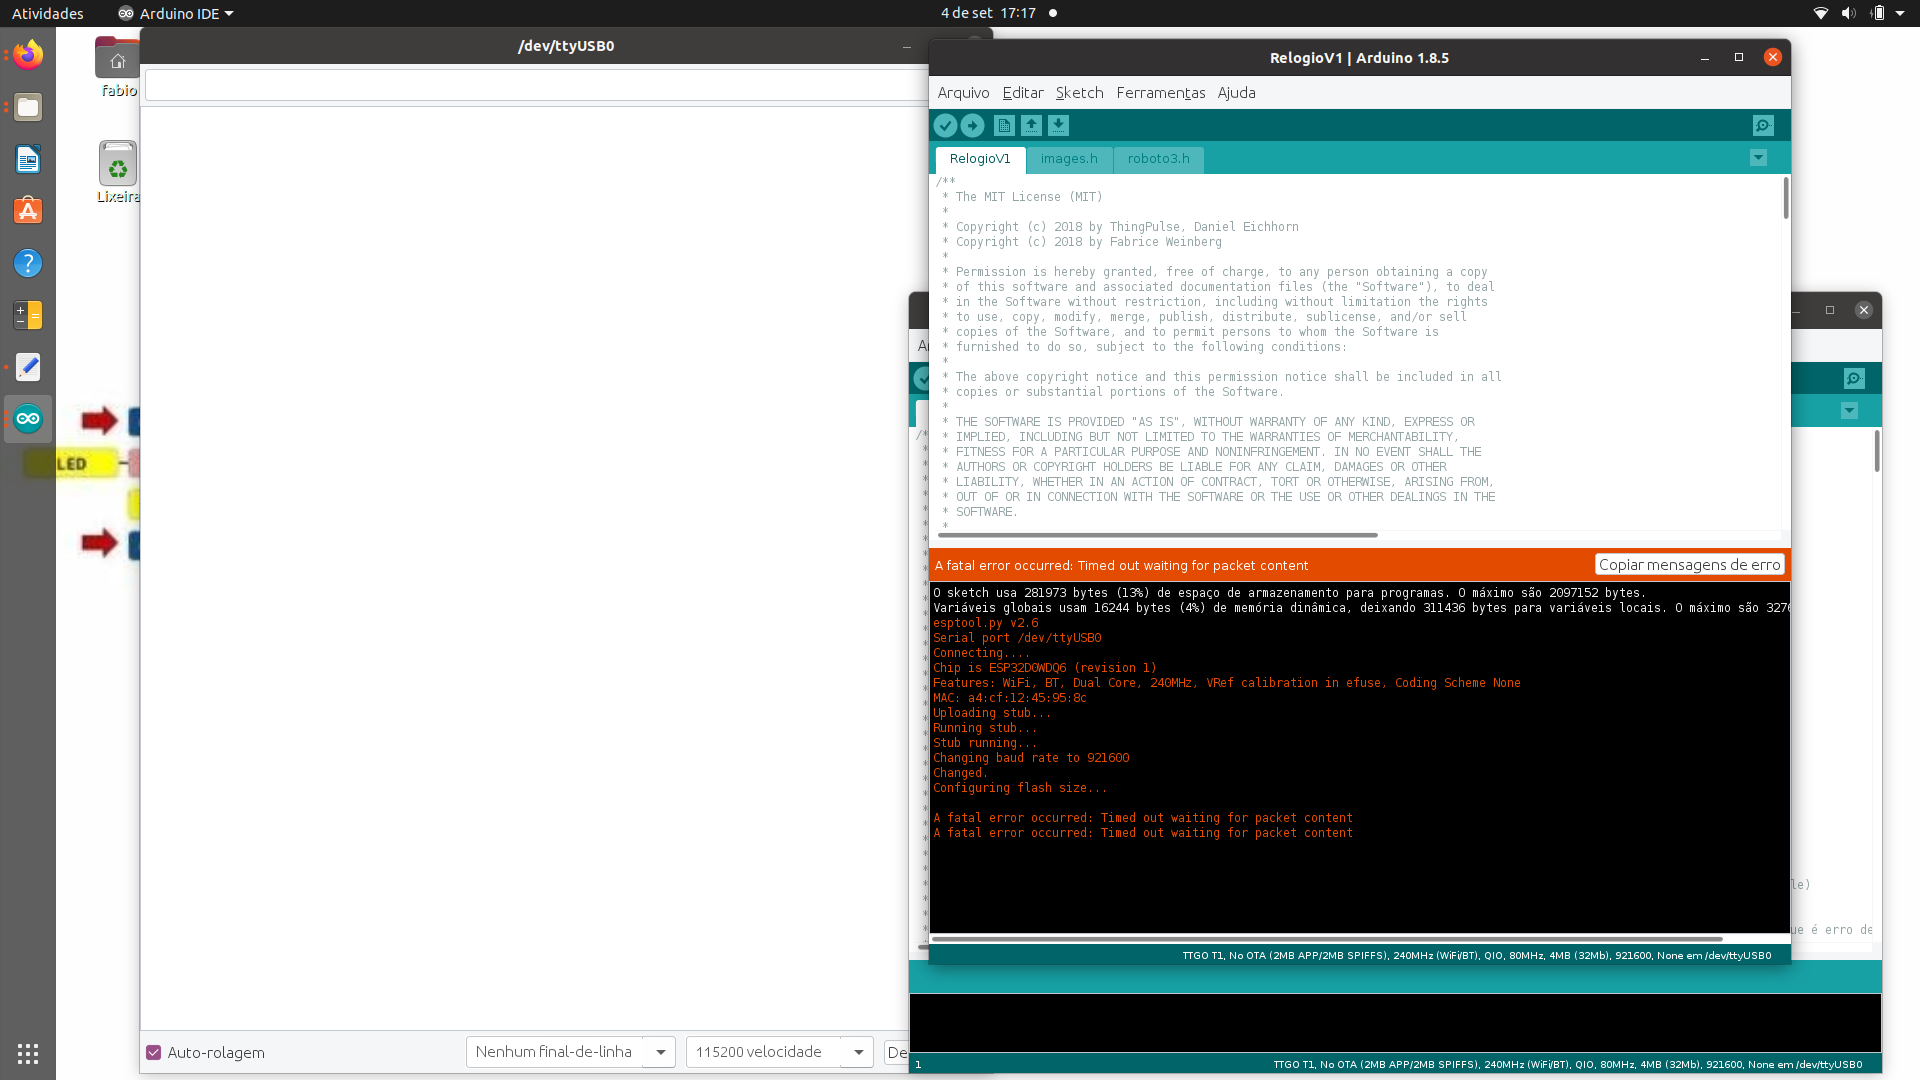 Atividades
Arduino IDE
4 de set 17:17
fabio
Lixeira
LED
/dev/ttyUSB0
Auto-rolagem
Nenhum final-de-linha
115200 velocidade
De
RelogioV1 | Arduino 1.8.5
Arquivo Editar Sketch Ferramentas Ajuda
RelogioV1 images.h roboto3.h
/**
* The MIT License (MIT)
*
* Copyright (c) 2018 by ThingPulse, Daniel Eichhorn
* Copyright (c) 2018 by Fabrice Weinberg
*
* Permission is hereby granted, free of charge, to any person obtaining a copy
* of this software and associated documentation files (the "Software"), to deal
* in the Software without restriction, including without limitation the rights
* to use, copy, modify, merge, publish, distribute, sublicense, and/or sell
* copies of the Software, and to permit persons to whom the Software is
* furnished to do so, subject to the following conditions:
*
* The above copyright notice and this permission notice shall be included in all
* copies or substantial portions of the Software.
*
* THE SOFTWARE IS PROVIDED "AS IS", WITHOUT WARRANTY OF ANY KIND, EXPRESS OR
* IMPLIED, INCLUDING BUT NOT LIMITED TO THE WARRANTIES OF MERCHANTABILITY,
* FITNESS FOR A PARTICULAR PURPOSE AND NONINFRINGEMENT. IN NO EVENT SHALL THE
* AUTHORS OR COPYRIGHT HOLDERS BE LIABLE FOR ANY CLAIM, DAMAGES OR OTHER
* LIABILITY, WHETHER IN AN ACTION OF CONTRACT, TORT OR OTHERWISE, ARISING FROM,
* OUT OF OR IN CONNECTION WITH THE SOFTWARE OR THE USE OR OTHER DEALINGS IN THE
* SOFTWARE.
*
A fatal error occurred: Timed out waiting for packet content
Copiar mensagens de erro
O sketch usa 281973 bytes (13%) de espaço de armazenamento para programas. O máximo são 2097152 bytes.
Variáveis globais usam 16244 bytes (4%) de memória dinâmica, deixando 311436 bytes para variáveis locais. O máximo são 3276
esptool.py v2.6
Serial port /dev/ttyUSB0
Connecting....
Chip is ESP32D0WDQ6 (revision 1)
Features: WiFi, BT, Dual Core, 240MHz, VRef calibration in efuse, Coding Scheme None
MAC: a4:cf:12:45:95:8c
Uploading stub...
Running stub...
Stub running...
Changing baud rate to 921600
Changed.
Configuring flash size...
A fatal error occurred: Timed out waiting for packet content
A fatal error occurred: Timed out waiting for packet content
TTGO T1, No OTA (2MB APP/2MB SPIFFS), 240MHz (WiFi/BT), QIO, 80MHz, 4MB (32Mb), 921600, None em /dev/ttyUSB0
le)
ue é erro de
1
TTGO T1, No OTA (2MB APP/2MB SPIFFS), 240MHz (WiFi/BT), QIO, 80MHz, 4MB (32Mb), 921600, None em /dev/ttyUSB0